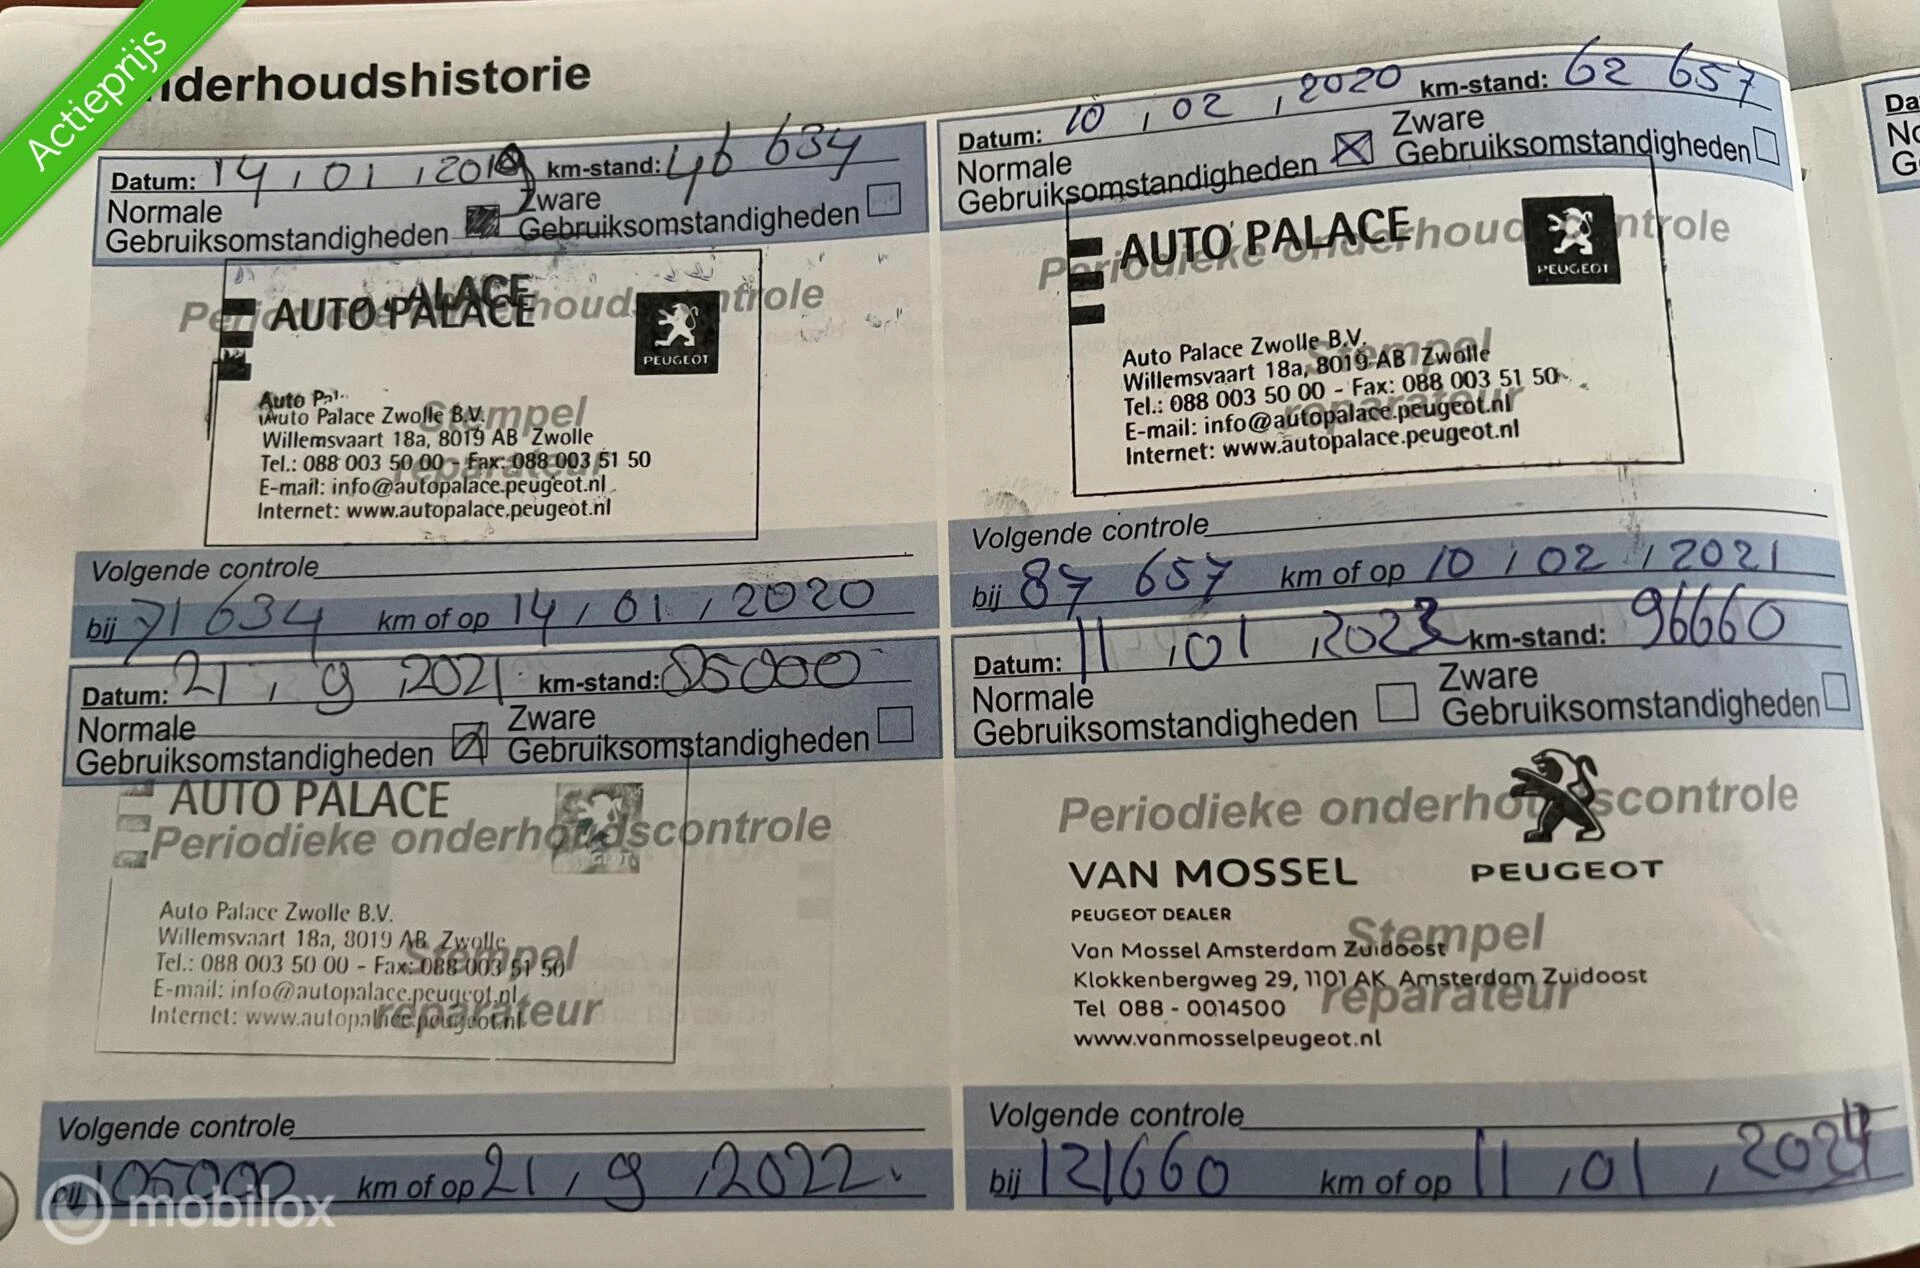 Actieprijs
nderhoudshistorie
Datum: 14 , 01 , 2019 km-stand: 46 634
Normale
Gebruiksomstandigheden
Zware
Gebruiksomstandigheden
Periodieke onderhoudscontrole
ALACE
AUTO PALACE
PEUGEOT
Stempel
reparateur
Auto Pal
Auto Palace Zwolle B.V.
Willemsvaart 18a, 8019 AB Zwolle
Tel.: 088 003 50 00 - Fax: 088 003 51 50
E-mail: info@autopalace.peugeot.nl
Internet: www.autopalace.peugeot.nl
Volgende controle
bij 71 634 km of op 14 , 01 , 2020
Datum: 10 , 02 , 2020 km-stand: 62 657
Normale
Gebruiksomstandigheden
Zware
Gebruiksomstandigheden
Periodieke onderhoudscontrole
AUTO PALACE
PEUGEOT
Stempel
reparateur
Auto Palace Zwolle B.V.
Willemsvaart 18a, 8019 AB Zwolle
Tel.: 088 003 50 00 - Fax: 088 003 51 50
E-mail: info@autopalace.peugeot.nl
Internet: www.autopalace.peugeot.nl
Volgende controle
bij 87 657 km of op 10 , 02 , 2021
Datum: 21 , 9 , 2021 km-stand: 85000
Normale
Gebruiksomstandigheden
Zware
Gebruiksomstandigheden
AUTO PALACE
Periodieke onderhoudscontrole
Stempel
reparateur
Auto Palace Zwolle B.V.
Willemsvaart 18a, 8019 AB Zwolle
Tel.: 088 003 50 00 - Fax: 088 003 51 50
E-mail: info@autopalace.peugeot.nl
Internet: www.autopalace.peugeot.nl
Volgende controle
bij 105000 km of op 21 , 9 , 2022
Datum: 11 , 01 , 2023 km-stand: 96660
Normale
Gebruiksomstandigheden
Zware
Gebruiksomstandigheden
Periodieke onderhoudscontrole
VAN MOSSEL
PEUGEOT
PEUGEOT DEALER
Stempel
reparateur
Van Mossel Amsterdam Zuidoost
Klokkenbergweg 29, 1101 AK Amsterdam Zuidoost
Tel 088 - 0014500
www.vanmosselpeugeot.nl
Volgende controle
bij 121660 km of op 11 , 01 , 2024
Da
No
G
mobilox